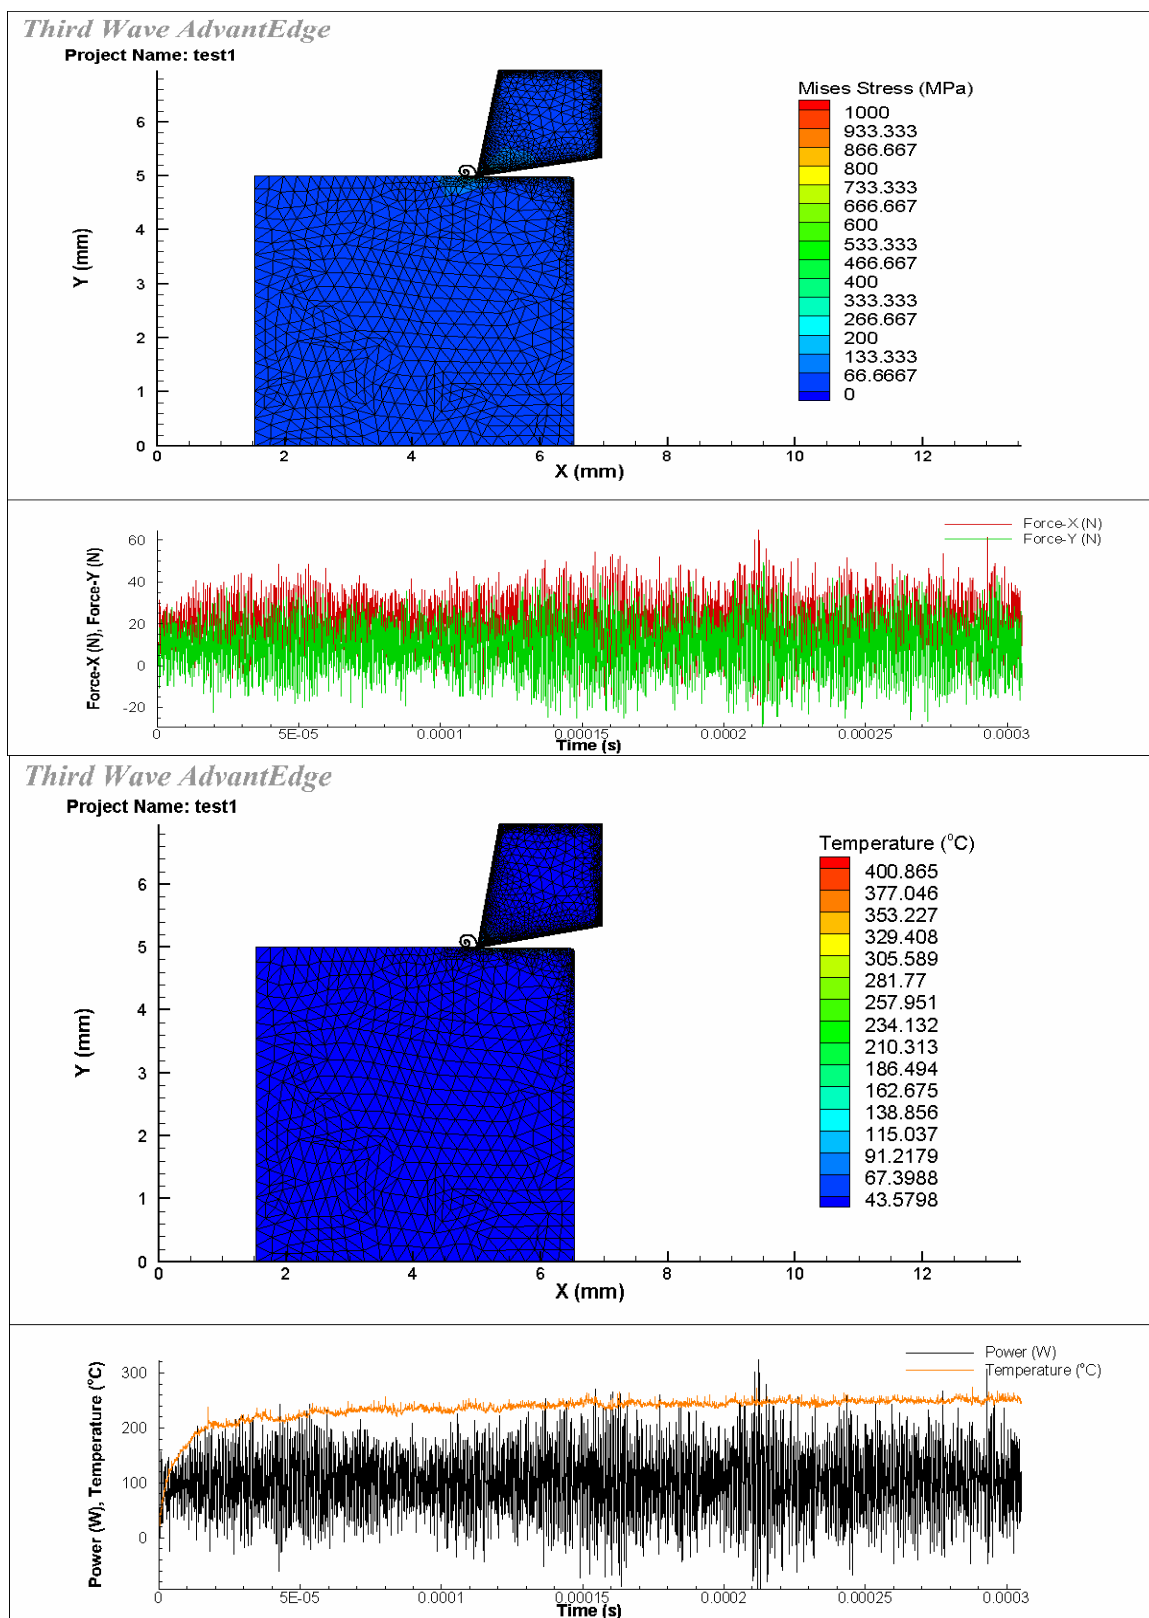 Third Wave AdvantEdge
Project Name: test1
Mises Stress (MPa)
1000
933.333
866.667
800
733.333
666.667
600
533.333
466.667
400
333.333
266.667
200
133.333
66.6667
0
Y (mm)
6
5
4
3
2
1
0
0 2 4 6 8 10 12
X (mm)
Force-X (N)
Force-Y (N)
Force-X (N), Force-Y (N)
60
40
20
0
-20
0 5E-05 0.0001 0.00015 0.0002 0.00025 0.0003
Time (s)
Third Wave AdvantEdge
Project Name: test1
Temperature (°C)
400.865
377.046
353.227
329.408
305.589
281.77
257.951
234.132
210.313
186.494
162.675
138.856
115.037
91.2179
67.3988
43.5798
Y (mm)
6
5
4
3
2
1
0
0 2 4 6 8 10 12
X (mm)
Power (W)
Temperature (°C)
Power (W), Temperature (°C)
300
200
100
0
0 5E-05 0.0001 0.00015 0.0002 0.00025 0.0003
Time (s)